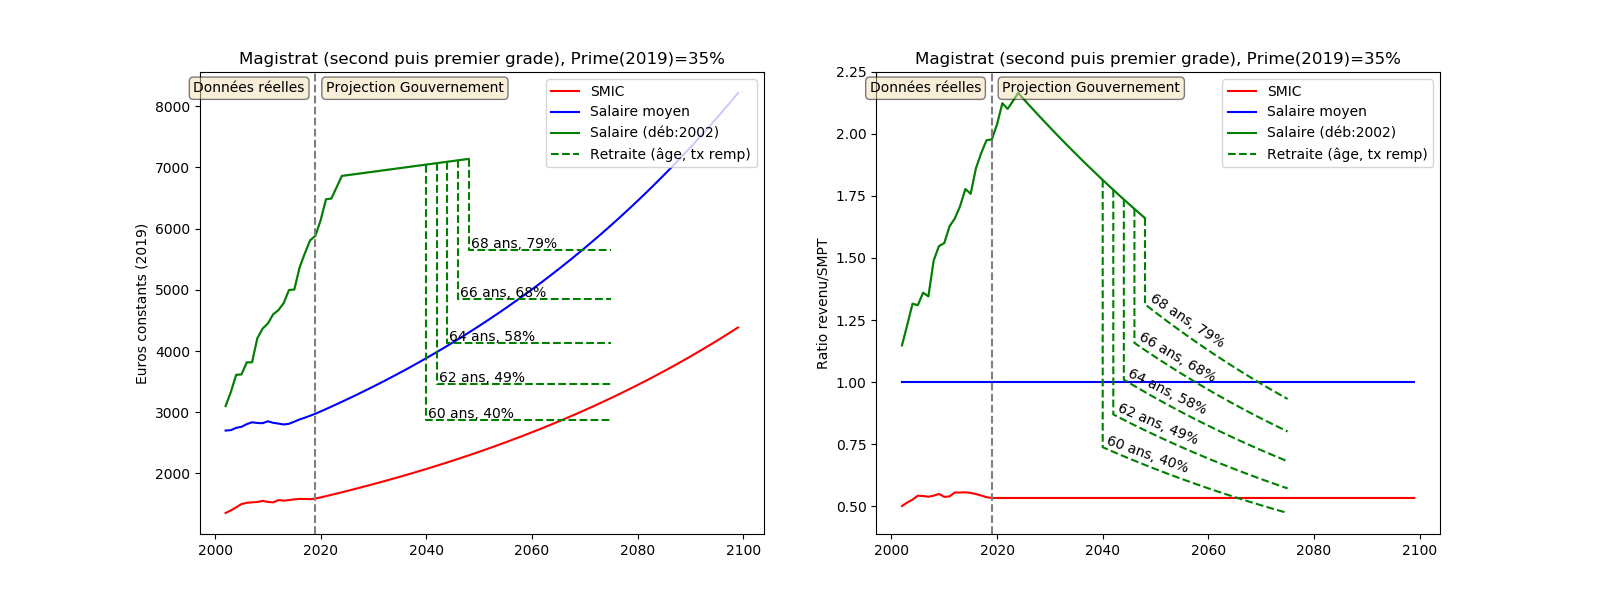 Magistrat (second puis premier grade), Prime(2019)=35%
Données réelles
Projection Gouvernement
SMIC
Salaire moyen
Salaire (déb:2002)
Retraite (âge, tx remp)
Euros constants (2019)
8000
7000
6000
5000
4000
3000
2000
68 ans, 79%
66 ans, 68%
64 ans, 58%
62 ans, 49%
60 ans, 40%
2000 2020 2040 2060 2080 2100
Magistrat (second puis premier grade), Prime(2019)=35%
Données réelles
Projection Gouvernement
SMIC
Salaire moyen
Salaire (déb:2002)
Retraite (âge, tx remp)
Ratio revenu/SMPT
2.25
2.00
1.75
1.50
1.25
1.00
0.75
0.50
68 ans, 79%
66 ans, 68%
64 ans, 58%
62 ans, 49%
60 ans, 40%
2000 2020 2040 2060 2080 2100